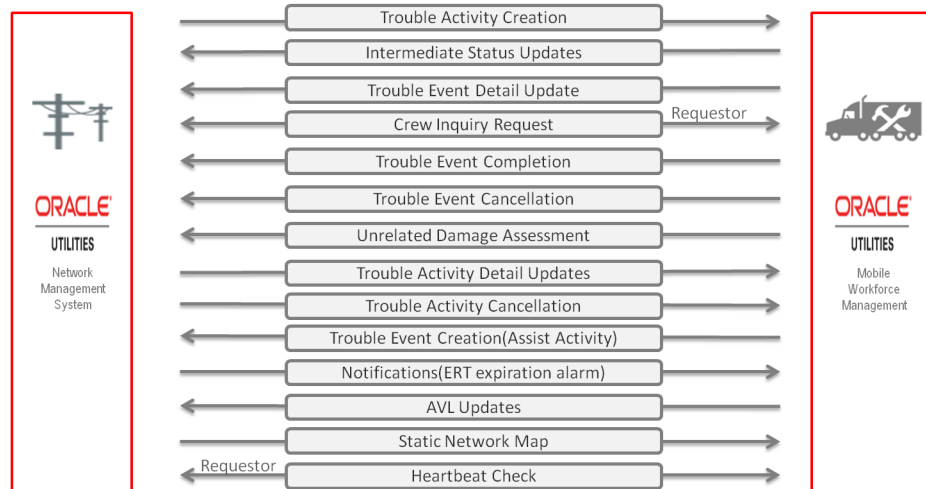 Trouble Activity Creation
Intermediate Status Updates
Trouble Event Detail Update
Crew Inquiry Request
Requestor
Trouble Event Completion
Trouble Event Cancellation
Unrelated Damage Assessment
Trouble Activity Detail Updates
Trouble Activity Cancellation
Trouble Event Creation(Assist Activity)
Notifications(ERT expiration alarm)
AVL Updates
Static Network Map
Requestor
Heartbeat Check
ORACLE'
UTILITIES
Network
Management
System
ORACLE'
UTILITIES
Mobile
Workforce
Management